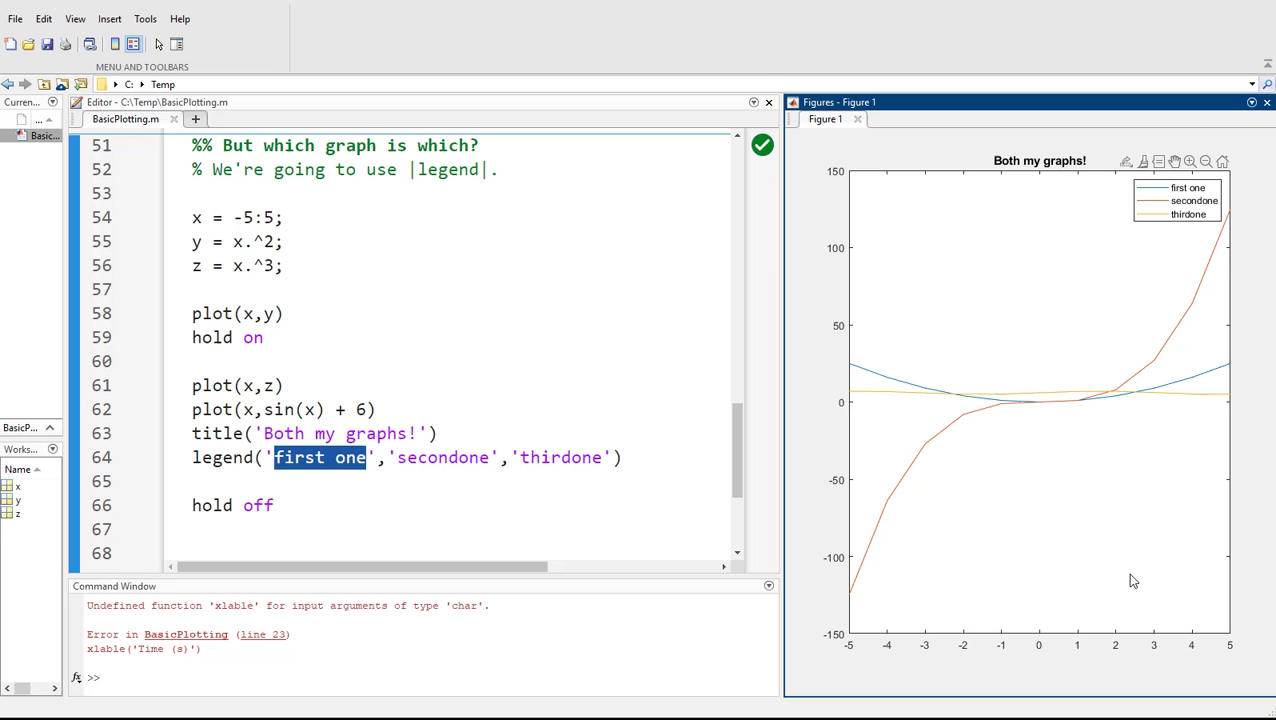 File Edit View Insert Tools Help
MENU AND TOOLBARS
C: Temp
Curren...
...
Basic...
BasicP...
Works...
Name
x
y
z
Editor - C:\Temp\BasicPlotting.m
BasicPlotting.m
51 %% But which graph is which?
52 % We're going to use |legend|.
53
54 x = -5:5;
55 y = x.^2;
56 z = x.^3;
57
58 plot(x,y)
59 hold on
60
61 plot(x,z)
62 plot(x,sin(x) + 6)
63 title('Both my graphs!')
64 legend('first one','secondone','thirdone')
65
66 hold off
67
68
Command Window
Undefined function 'xlable' for input arguments of type 'char'.
Error in BasicPlotting (line 23)
xlable('Time (s)')
fx >>
Figures - Figure 1
Figure 1
Both my graphs!
first one
secondone
thirdone
150
100
50
0
-50
-100
-150
-5 -4 -3 -2 -1 0 1 2 3 4 5